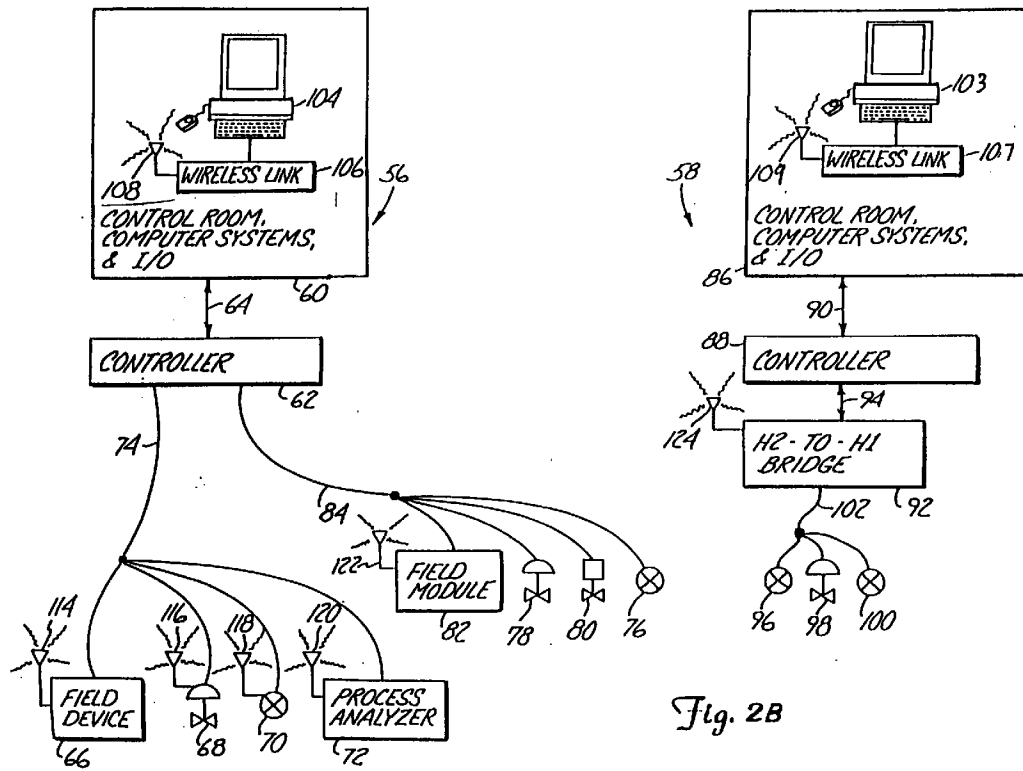 104
108
WIRELESS LINK
106
CONTROL ROOM,
COMPUTER SYSTEMS,
& I/O
56
60
64
CONTROLLER
62
74
84
122
FIELD
MODULE
82
78
80
76
114
116
118
120
FIELD
DEVICE
66
68
70
PROCESS
ANALYZER
72
103
109
WIRELESS LINK
107
58
CONTROL ROOM,
COMPUTER SYSTEMS,
& I/O
86
90
88
CONTROLLER
94
124
H2-TO-H1
BRIDGE
102
92
96
98
100
Fig. 2B